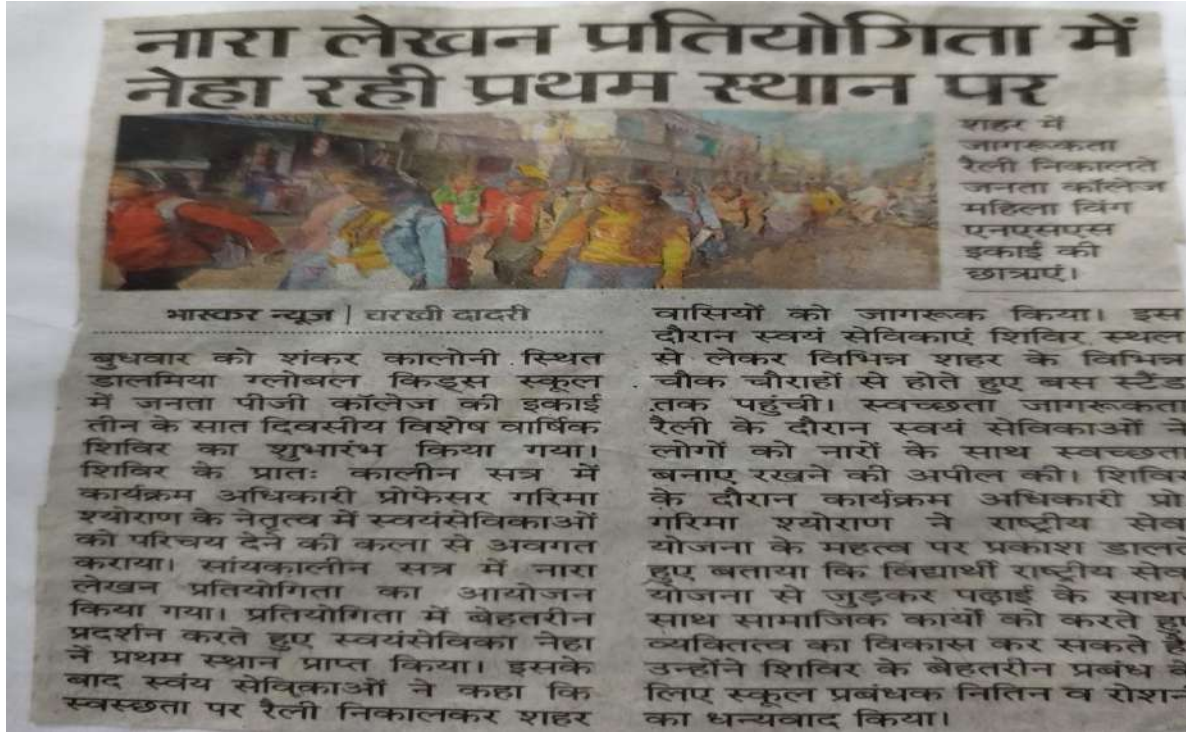 नारा लेखन प्रतियोगिता में
नेहा रही प्रथम स्थान पर
शहर में
जागरूकता
रैली निकालते
जनता कॉलेज
महिला विंग
एनएसएस
इकाई की
छात्राएं।
भास्कर न्यूज | चरखी दादरी
बुधवार को शंकर कालोनी स्थित
डालमिया ग्लोबल किड्स स्कूल
में जनता पीजी कॉलेज की इकाई
तीन के सात दिवसीय विशेष वार्षिक
शिविर का शुभारंभ किया गया।
शिविर के प्रातः कालीन सत्र में
कार्यक्रम अधिकारी प्रोफेसर गरिमा
श्योराण के नेतृत्व में स्वयंसेविकाओं
को परिचय देने की कला से अवगत
कराया। सांयकालीन सत्र में नारा
लेखन प्रतियोगिता का आयोजन
किया गया। प्रतियोगिता में बेहतरीन
प्रदर्शन करते हुए स्वयंसेविका नेहा
नें प्रथम स्थान प्राप्त किया। इसके
बाद स्वंय सेविकाओं ने कहा कि
स्वस्छता पर रैली निकालकर शहर
वासियों को जागरूक किया। इस
दौरान स्वयं सेविकाएं शिविर स्थल
से लेकर विभिन्न शहर के विभिन्न
चौक चौराहों से होते हुए बस स्टैंड
तक पहुंची। स्वच्छता जागरूकता
रैली के दौरान स्वयं सेविकाओं ने
लोगों को नारों के साथ स्वच्छता
बनाए रखने की अपील की। शिविर
के दौरान कार्यक्रम अधिकारी प्रो
गरिमा श्योराण ने राष्ट्रीय सेव
योजना के महत्व पर प्रकाश डालत
हुए बताया कि विद्यार्थी राष्ट्रीय सेव
योजना से जुड़कर पढ़ाई के साथ-
साथ सामाजिक कार्यों को करते हुए
व्यक्तित्व का विकास कर सकते है
उन्होंने शिविर के बेहतरीन प्रबंध के
लिए स्कूल प्रबंधक नितिन व रोशन
का धन्यवाद किया।